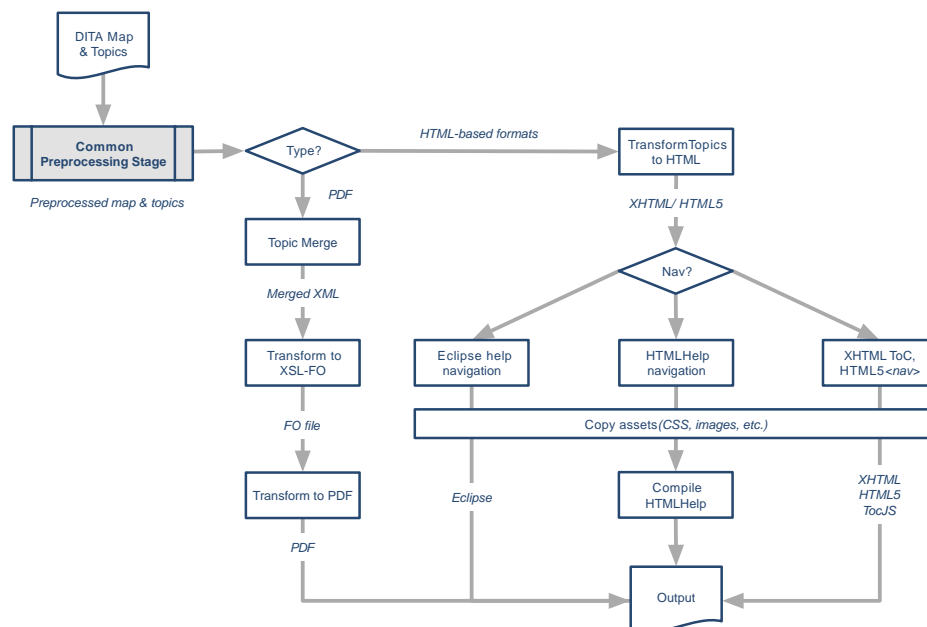 DITA Map
& Topics
Common
Preprocessing Stage
Preprocessed map & topics
Type?
HTML-based formats
TransformTopics
to HTML
PDF
XHTML/ HTML5
Topic Merge
Nav?
Merged XML
Transform to
XSL-FO
Eclipse help
navigation
HTMLHelp
navigation
XHTML ToC,
HTML5<nav>
FO file
Copy assets(CSS, images, etc.)
Transform to PDF
Eclipse
Compile
HTMLHelp
XHTML
HTML5
TocJS
PDF
Output